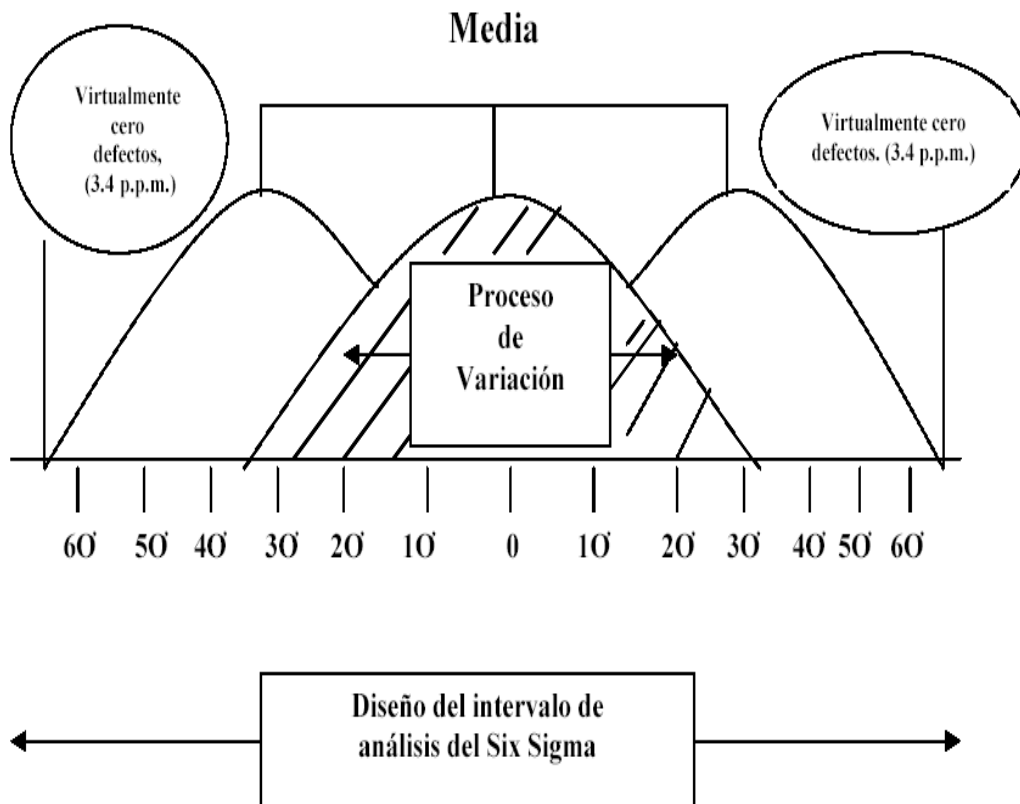 Media
Virtualmente
cero
defectos,
(3.4 p.p.m.)
Virtualmente cero
defectos. (3.4 p.p.m.)
Proceso
de
Variación
6σ 5σ 4σ 3σ 2σ 1σ 0 1σ 2σ 3σ 4σ 5σ 6σ
Diseño del intervalo de
análisis del Six Sigma